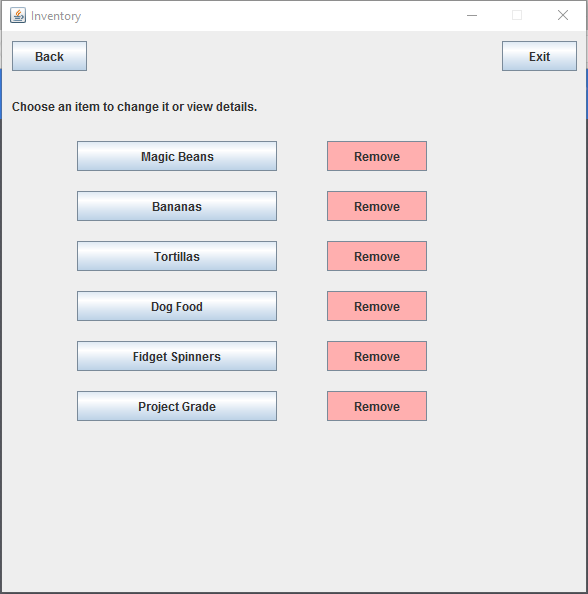 Inventory
Back Exit
Choose an item to change it or view details.
Magic Beans Remove
Bananas Remove
Tortillas Remove
Dog Food Remove
Fidget Spinners Remove
Project Grade Remove